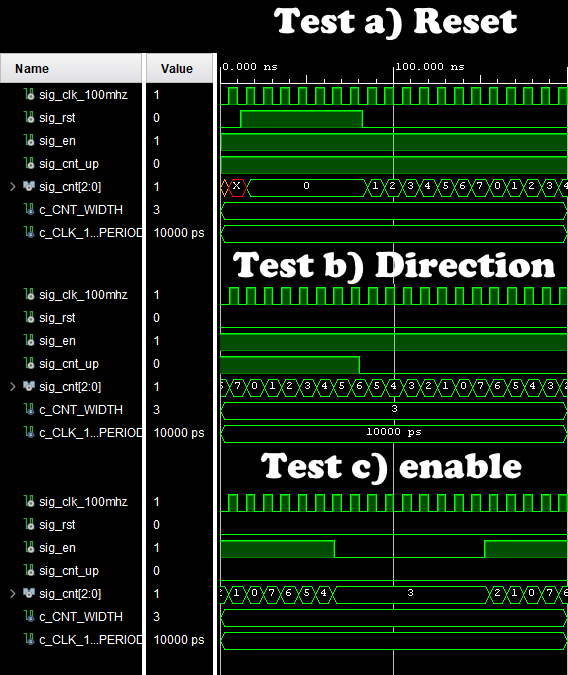 Test a) Reset
Name Value 0.000 ns 100.000 ns
sig_clk_100mhz 1
sig_rst 0
sig_en 1
sig_cnt_up 0
sig_cnt[2:0] 1 X 0 1 2 3 4 5 6 7 0 1 2 3 4
c_CNT_WIDTH 3
c_CLK_1...PERIOD 10000 ps
Test b) Direction
sig_clk_100mhz 1
sig_rst 0
sig_en 1
sig_cnt_up 0
sig_cnt[2:0] 1 6 7 0 1 2 3 4 5 6 5 4 3 2 1 0 7 6 5 4 3 2
c_CNT_WIDTH 3 3
c_CLK_1...PERIOD 10000 ps 10000 ps
Test c) enable
sig_clk_100mhz 1
sig_rst 0
sig_en 1
sig_cnt_up 0
sig_cnt[2:0] 1 2 1 0 7 6 5 4 3 2 1 0 7 6
c_CNT_WIDTH 3
c_CLK_1...PERIOD 10000 ps